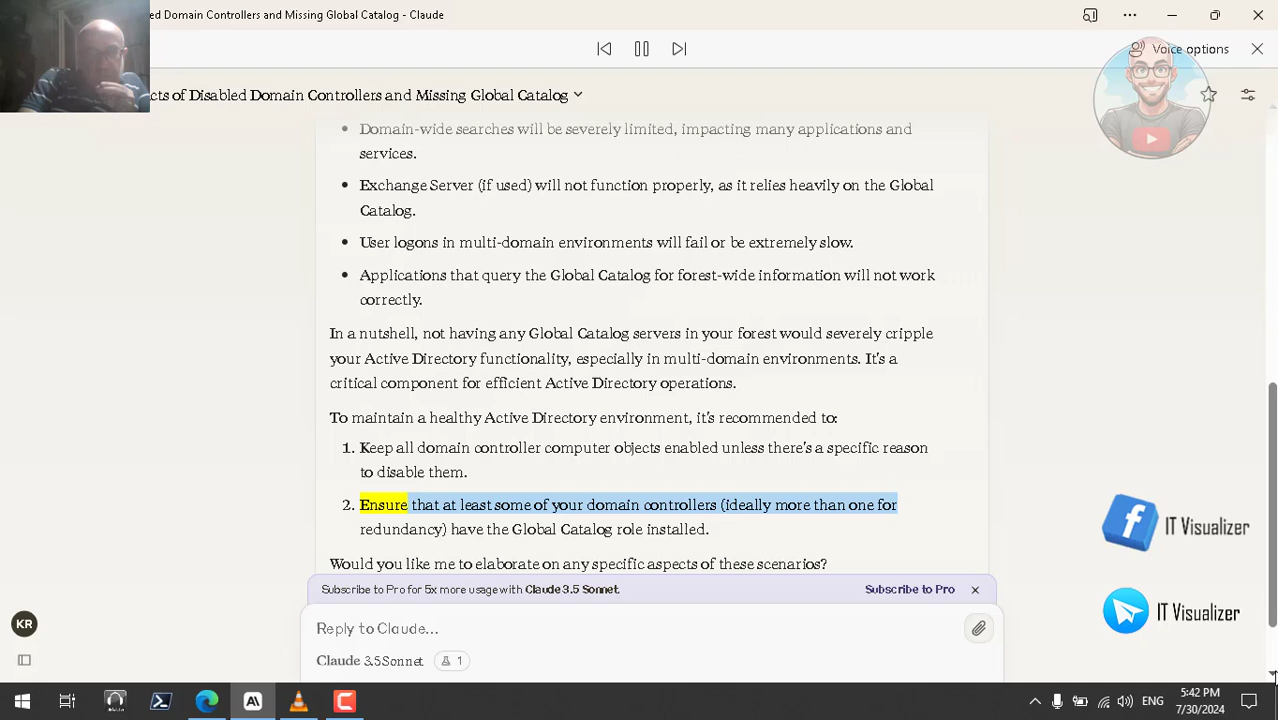 ed Domain Controllers and Missing Global Catalog - Claude
Voice options
cts of Disabled Domain Controllers and Missing Global Catalog
Domain-wide searches will be severely limited, impacting many applications and
services.
Exchange Server (if used) will not function properly, as it relies heavily on the Global
Catalog.
User logons in multi-domain environments will fail or be extremely slow.
Applications that query the Global Catalog for forest-wide information will not work
correctly.
In a nutshell, not having any Global Catalog servers in your forest would severely cripple
your Active Directory functionality, especially in multi-domain environments. It's a
critical component for efficient Active Directory operations.
To maintain a healthy Active Directory environment, it's recommended to:
1. Keep all domain controller computer objects enabled unless there's a specific reason
to disable them.
2. Ensure that at least some of your domain controllers (ideally more than one for
redundancy) have the Global Catalog role installed.
Would you like me to elaborate on any specific aspects of these scenarios?
Subscribe to Pro for 5x more usage with Claude 3.5 Sonnet.
Subscribe to Pro
Reply to Claude...
Claude 3.5 Sonnet
1
KR
IT Visualizer
IT Visualizer
ENG
5:42 PM
7/30/2024